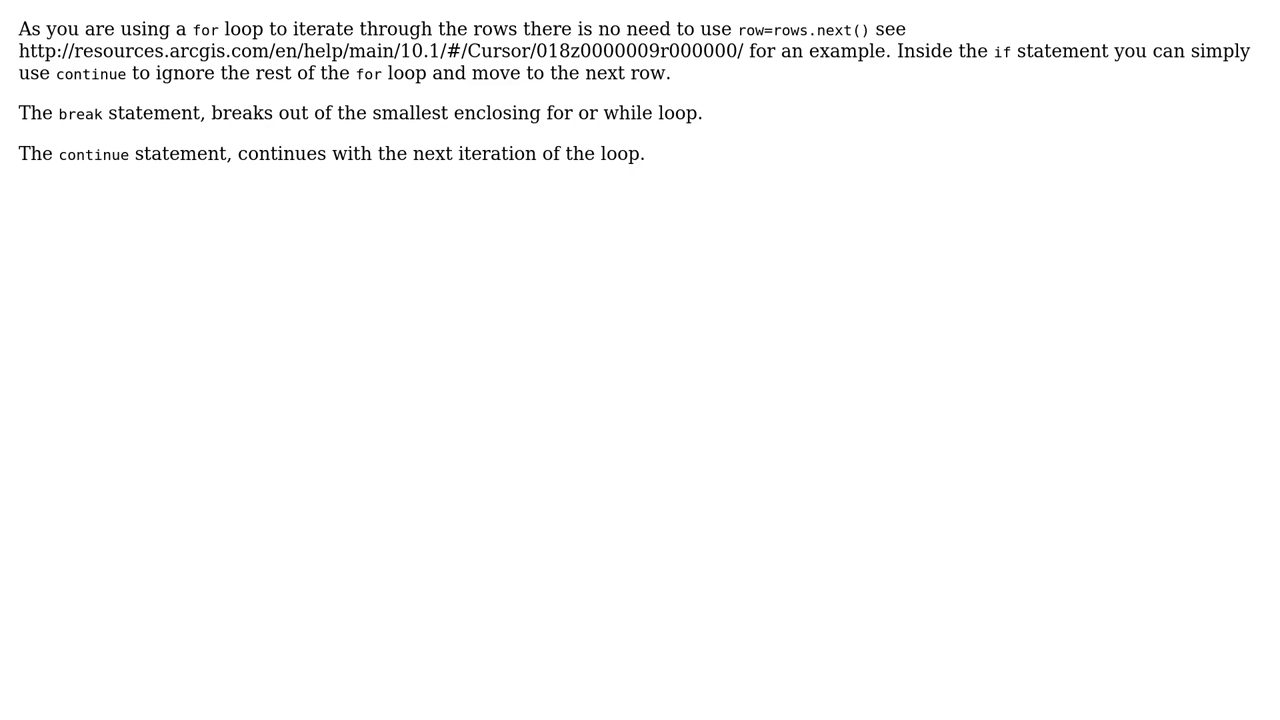 As you are using a for loop to iterate through the rows there is no need to use row=rows.next() see
http://resources.arcgis.com/en/help/main/10.1/#/Cursor/018z0000009r000000/ for an example. Inside the if statement you can simply
use continue to ignore the rest of the for loop and move to the next row.
The break statement, breaks out of the smallest enclosing for or while loop.
The continue statement, continues with the next iteration of the loop.